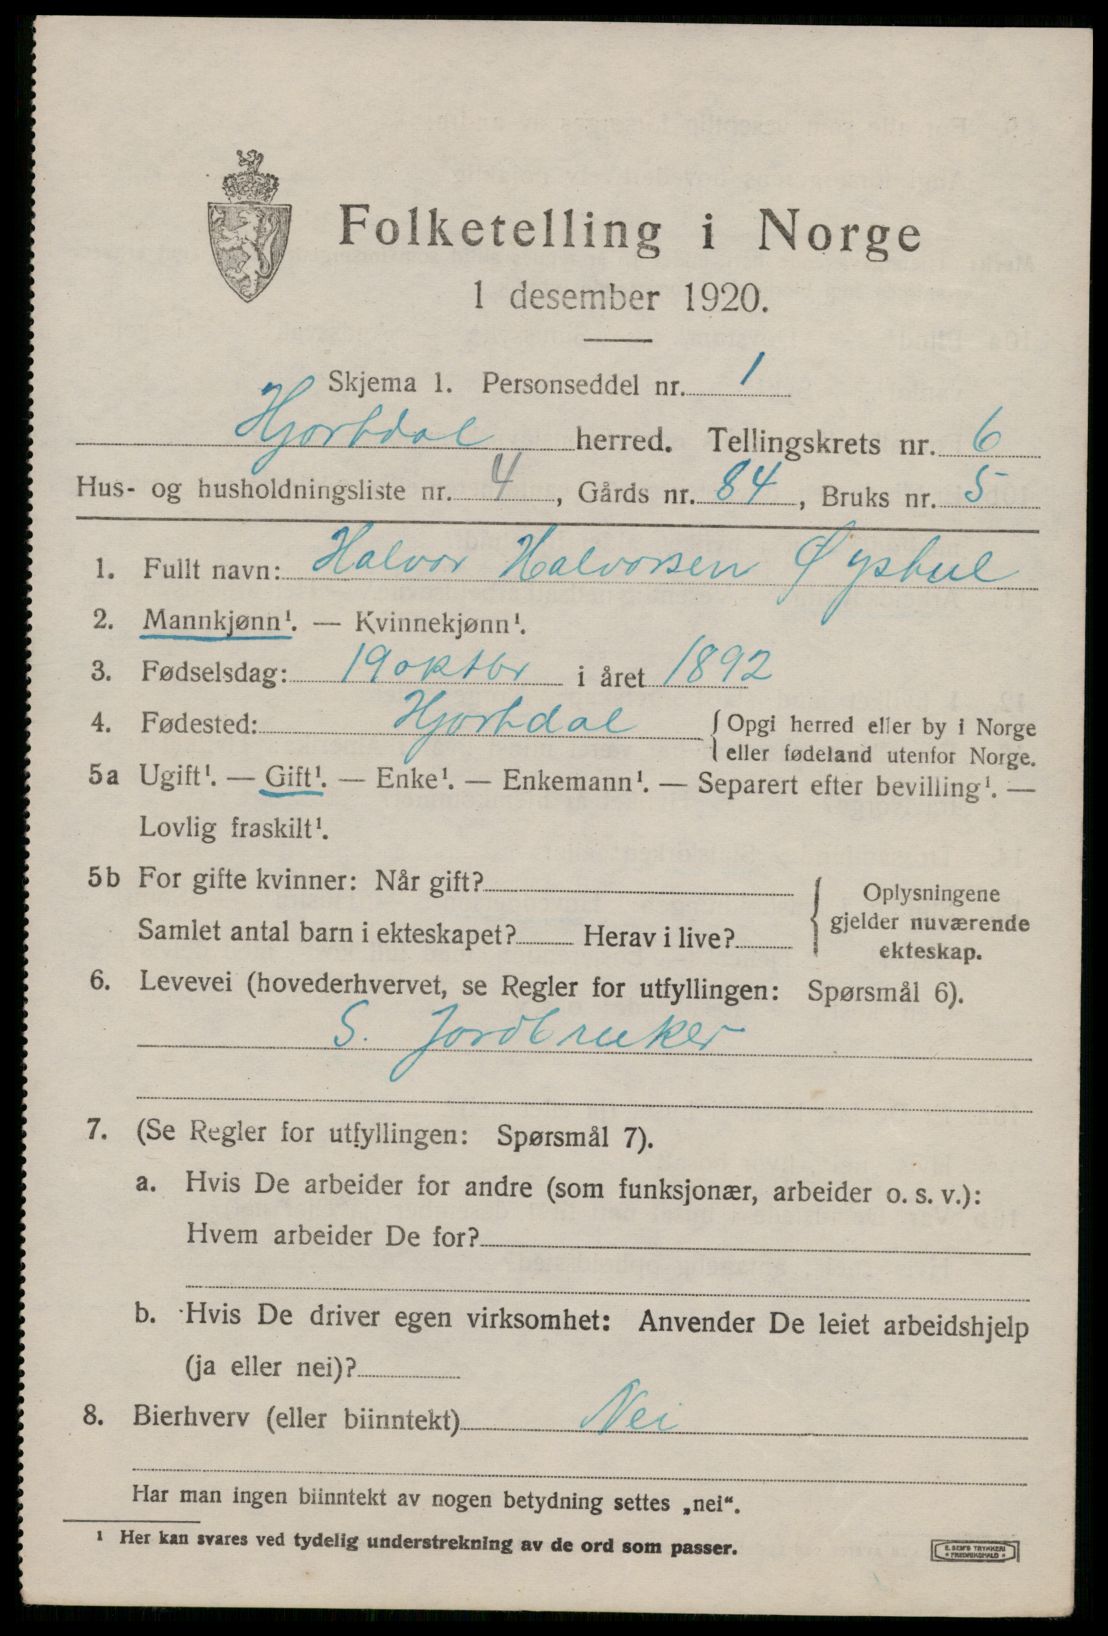 Folketelling i Norge
1 desember 1920.
Skjema 1. Personseddel nr. 1
Hjortdal herred. Tellingskrets nr. 6
Hus- og husholdningsliste nr. 4, Gårds nr. 84, Bruks nr. 5
1. Fullt navn: Halvor Halvorsen Øysteul
2. Mannkjønn¹. — Kvinnekjønn¹.
3. Fødselsdag: 19 oktbr i året 1892
4. Fødested: Hjortdal { Opgi herred eller by i Norge
eller fødeland utenfor Norge.
5a Ugift¹. — Gift¹. — Enke¹. — Enkemann¹. — Separert efter bevilling¹. —
Lovlig fraskilt¹.
5b For gifte kvinner: Når gift?
Samlet antal barn i ekteskapet? Herav i live?
{ Oplysningene
gjelder nuværende
ekteskap.
6. Levevei (hovederhvervet, se Regler for utfyllingen: Spørsmål 6).
S. Jordbruker
7. (Se Regler for utfyllingen: Spørsmål 7).
a. Hvis De arbeider for andre (som funksjonær, arbeider o. s. v.):
Hvem arbeider De for?
b. Hvis De driver egen virksomhet: Anvender De leiet arbeidshjelp
(ja eller nei)?
8. Bierhverv (eller biinntekt) Nei
Har man ingen biinntekt av nogen betydning settes „nei“.
¹ Her kan svares ved tydelig understrekning av de ord som passer.
E. SEM'S TRYKKERI
* FREDRIKSHALD *